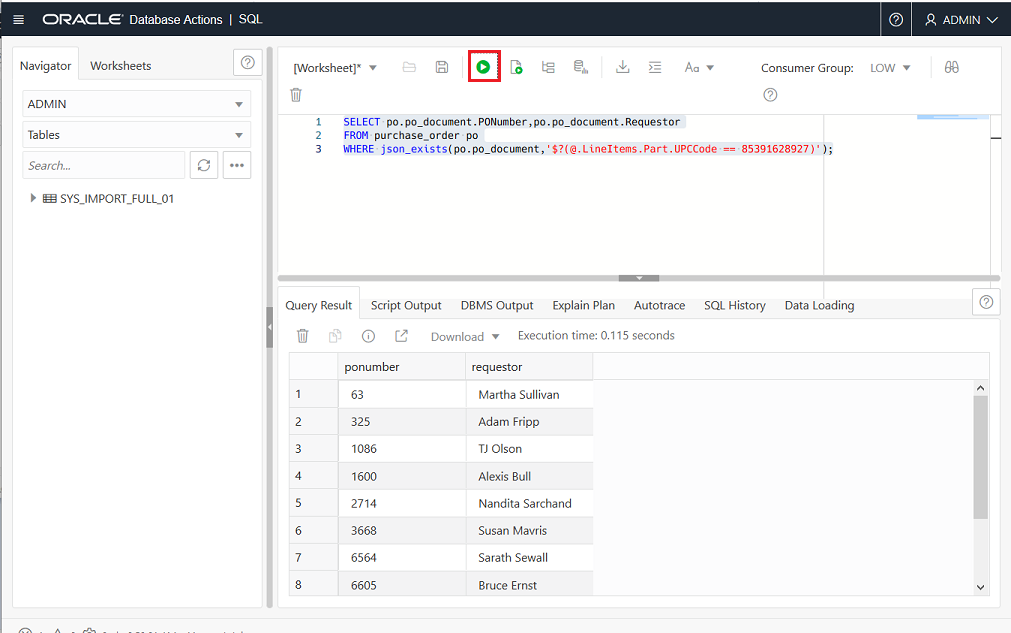 ORACLE Database Actions | SQL
ADMIN
Navigator
Worksheets
ADMIN
Tables
Search...
SYS_IMPORT_FULL_01
[Worksheet]*
Aa
Consumer Group: LOW
1 SELECT po.po_document.PONumber,po.po_document.Requestor
2 FROM purchase_order po
3 WHERE json_exists(po.po_document,'$?(@.LineItems.Part.UPCCode == 85391628927)');
Query Result Script Output DBMS Output Explain Plan Autotrace SQL History Data Loading
Download Execution time: 0.115 seconds
ponumber requestor
1 63 Martha Sullivan
2 325 Adam Fripp
3 1086 TJ Olson
4 1600 Alexis Bull
5 2714 Nandita Sarchand
6 3668 Susan Mavris
7 6564 Sarath Sewall
8 6605 Bruce Ernst